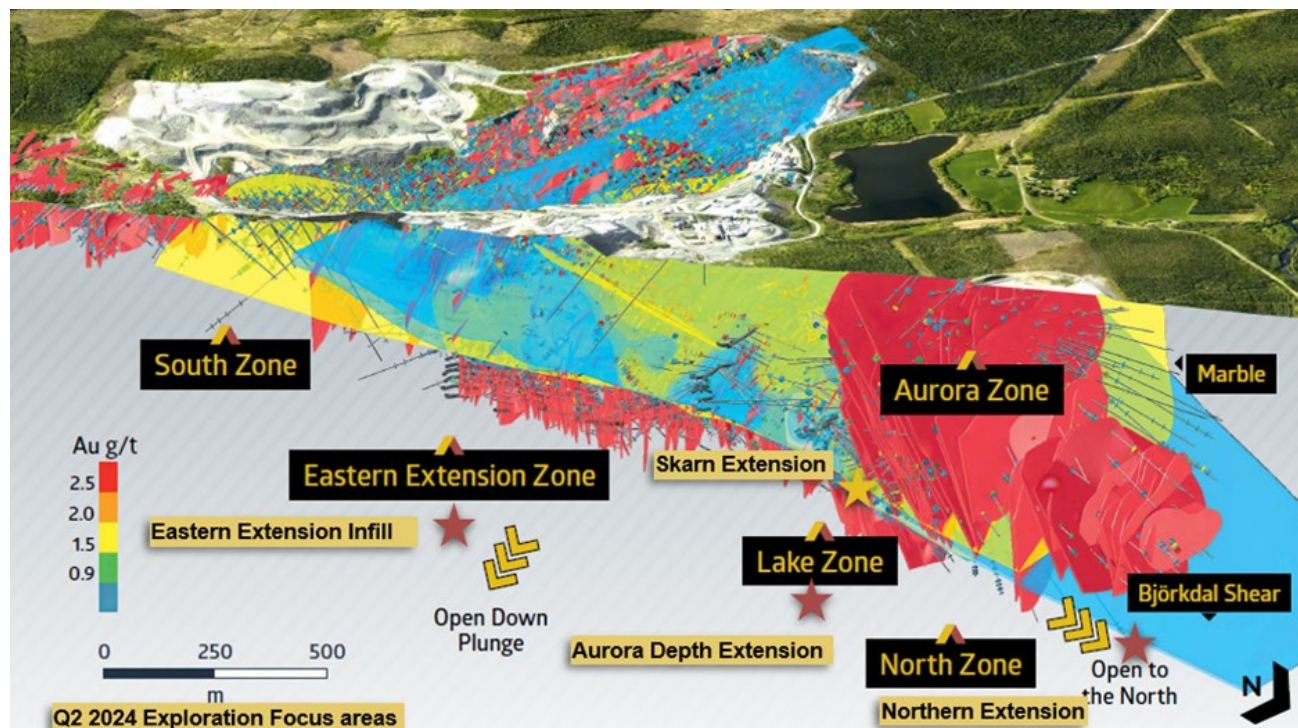 South Zone
Aurora Zone
Marble
Au g/t
2.5
2.0
1.5
0.9
Eastern Extension Zone
Skarn Extension
Eastern Extension Infill
Lake Zone
Björkdal Shear
Open Down
Plunge
Aurora Depth Extension
North Zone
Open to
the North
N
0 250 500
m
Q2 2024 Exploration Focus areas
Northern Extension